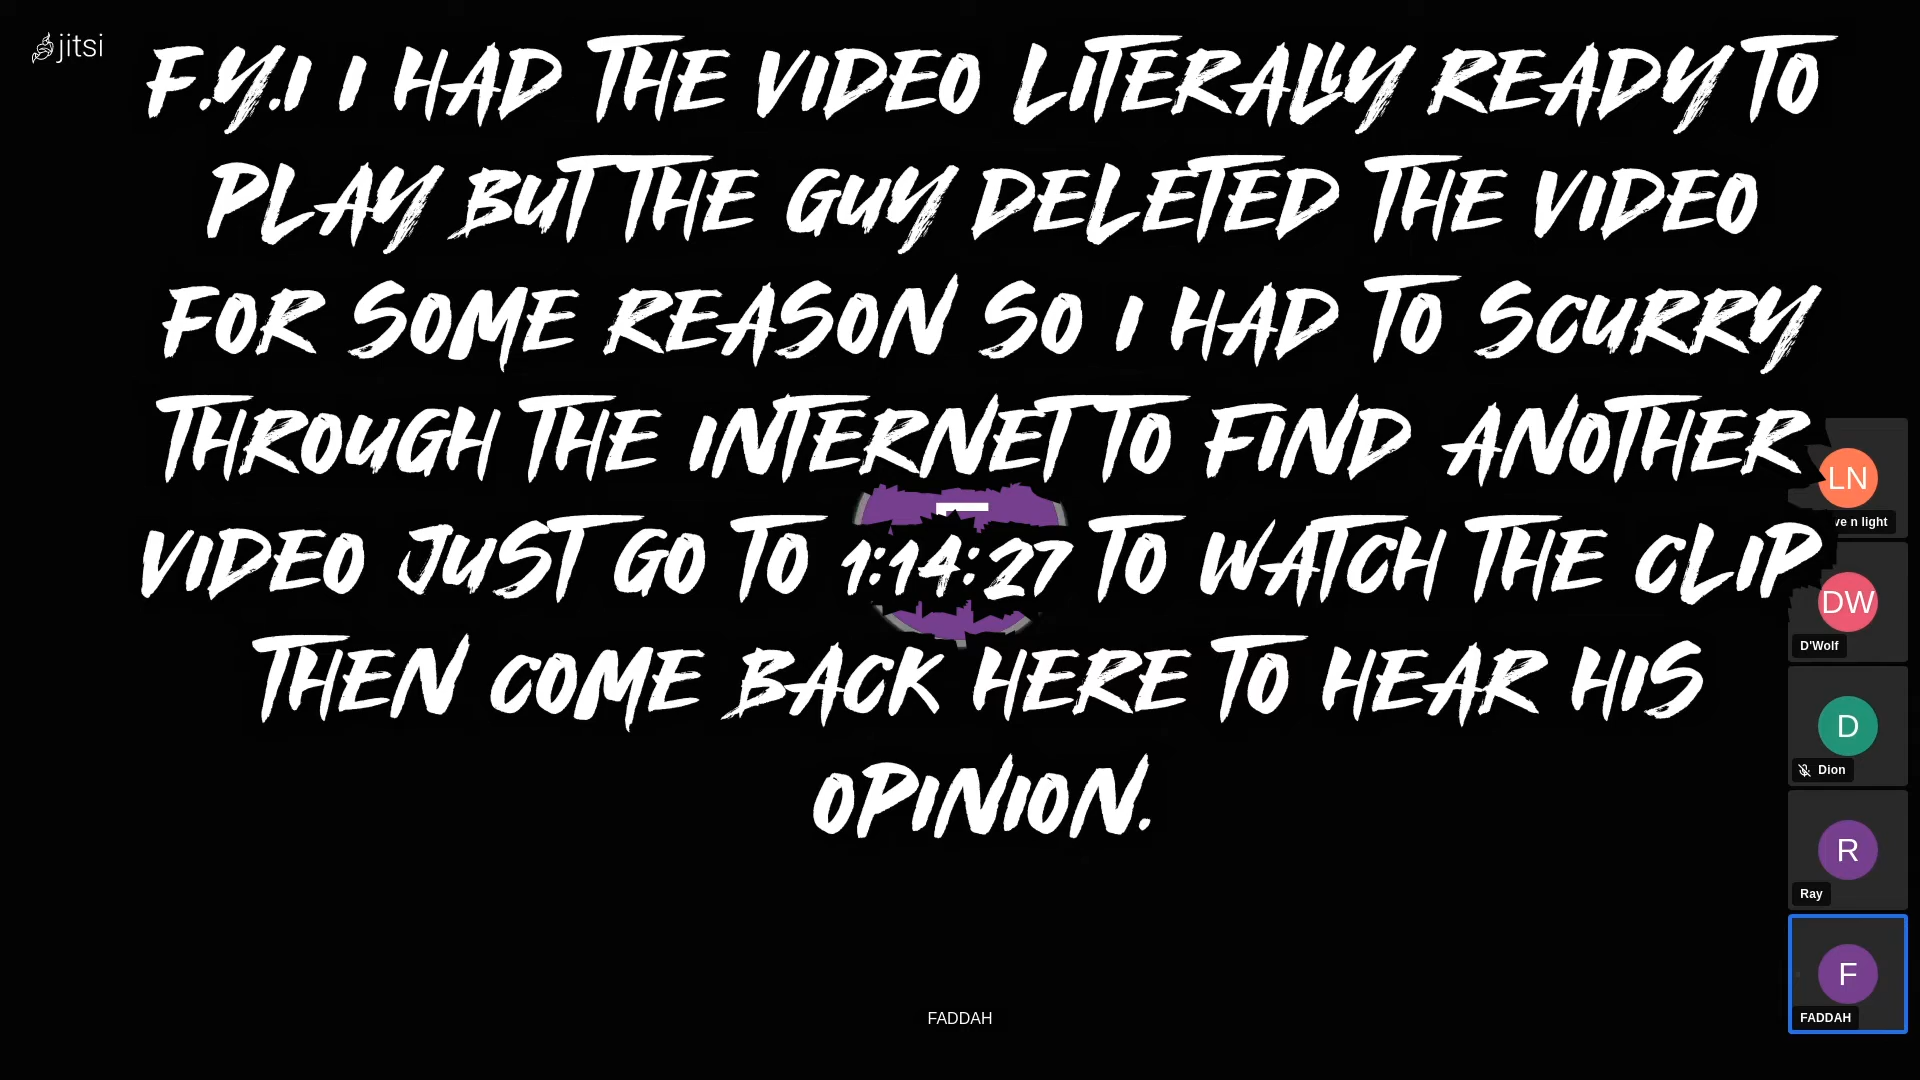 jitsi
F.Y.I I HAD THE VIDEO LITERALLY READY TO
PLAY BUT THE GUY DELETED THE VIDEO
FOR SOME REASON SO I HAD TO SCURRY
THROUGH THE INTERNET TO FIND ANOTHER
VIDEO JUST GO TO 1:14:27 TO WATCH THE CLIP
THEN COME BACK HERE TO HEAR HIS
OPINION.
LN
ve n light
DW
D'Wolf
D
Dion
R
Ray
F
FADDAH
FADDAH